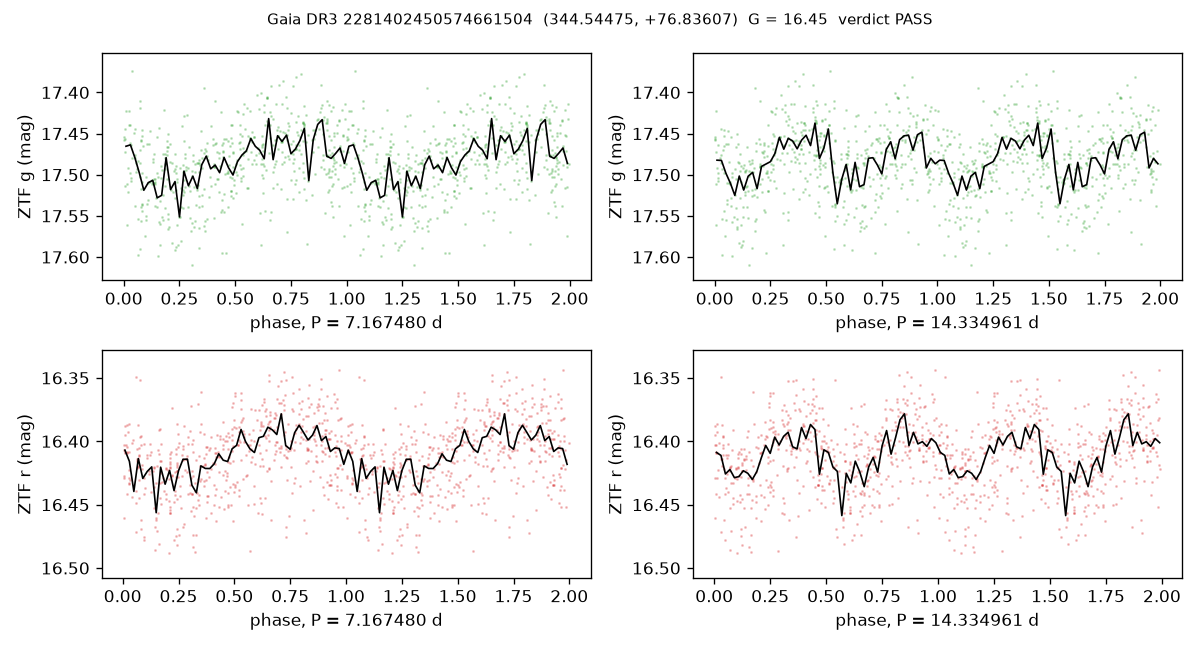 Gaia DR3 2281402450574661504 (344.54475, +76.83607) G = 16.45 verdict PASS
ZTF g (mag)
17.40
17.45
17.50
17.55
17.60
0.00 0.25 0.50 0.75 1.00 1.25 1.50 1.75 2.00
phase, P = 7.167480 d
ZTF g (mag)
17.40
17.45
17.50
17.55
17.60
0.00 0.25 0.50 0.75 1.00 1.25 1.50 1.75 2.00
phase, P = 14.334961 d
ZTF r (mag)
16.35
16.40
16.45
16.50
0.00 0.25 0.50 0.75 1.00 1.25 1.50 1.75 2.00
phase, P = 7.167480 d
ZTF r (mag)
16.35
16.40
16.45
16.50
0.00 0.25 0.50 0.75 1.00 1.25 1.50 1.75 2.00
phase, P = 14.334961 d